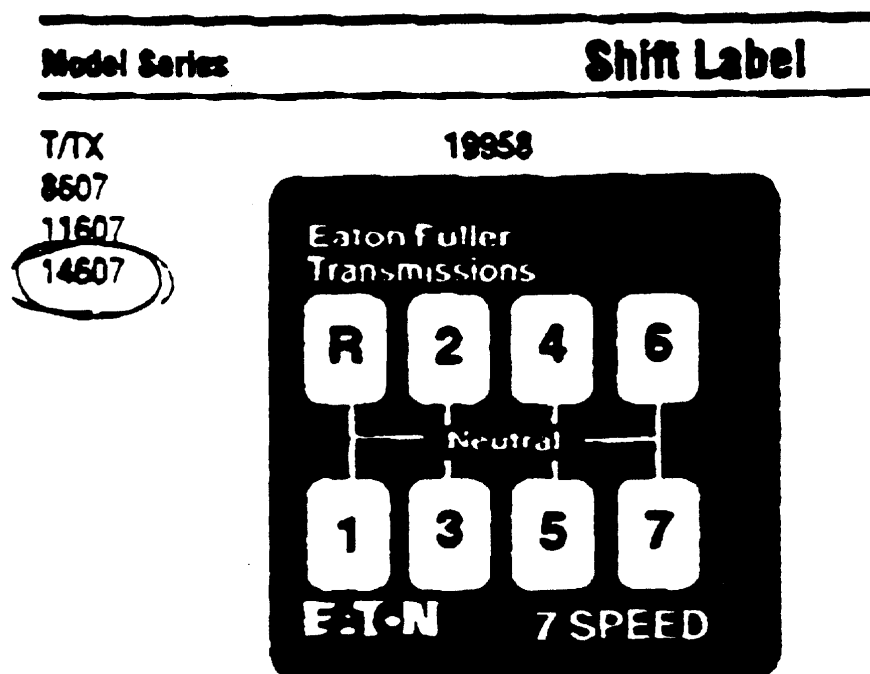 Model Series Shift Label
T/TX 19958
8607
11607
14607
Eaton Fuller
Transmissions
R 2 4 6
Neutral
1 3 5 7
EATON 7 SPEED